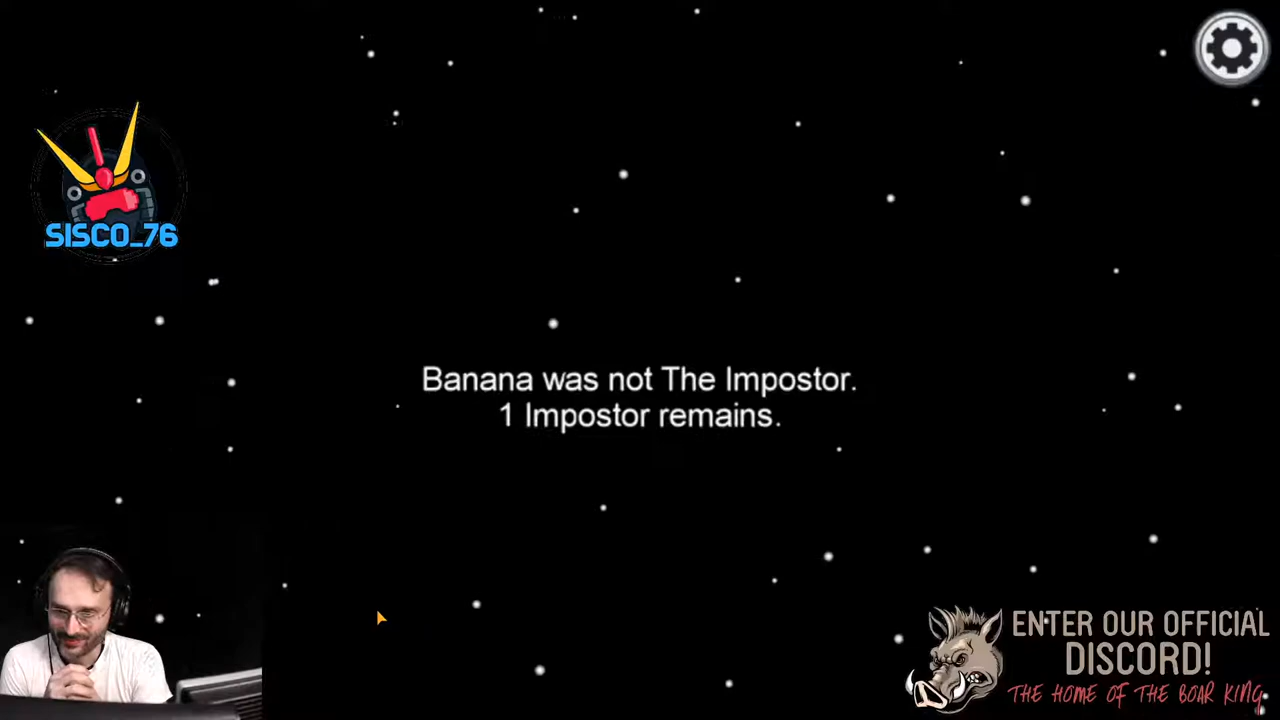 SISCO_76
Banana was not The Impostor.
1 Impostor remains.
ENTER OUR OFFICIAL
DISCORD!
THE HOME OF THE BOAR KING